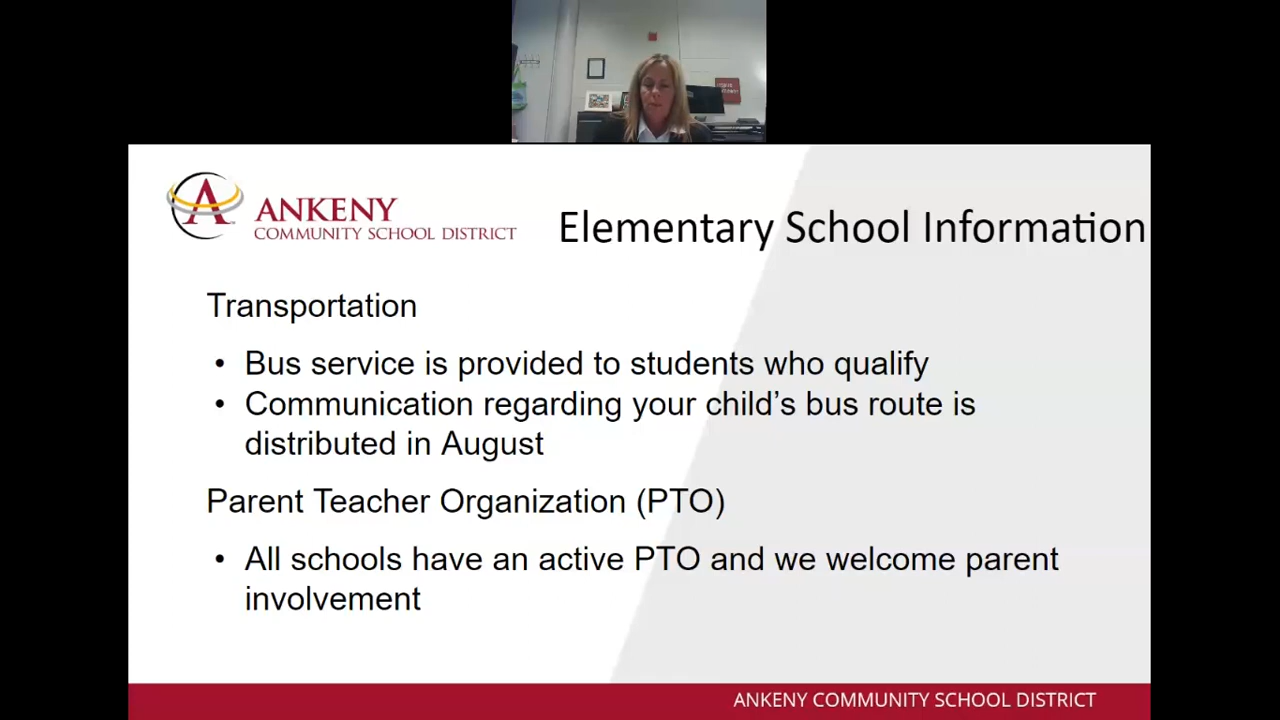 A
ANKENY
COMMUNITY SCHOOL DISTRICT
Elementary School Information
Transportation
• Bus service is provided to students who qualify
• Communication regarding your child's bus route is
distributed in August
Parent Teacher Organization (PTO)
• All schools have an active PTO and we welcome parent
involvement
ANKENY COMMUNITY SCHOOL DISTRICT